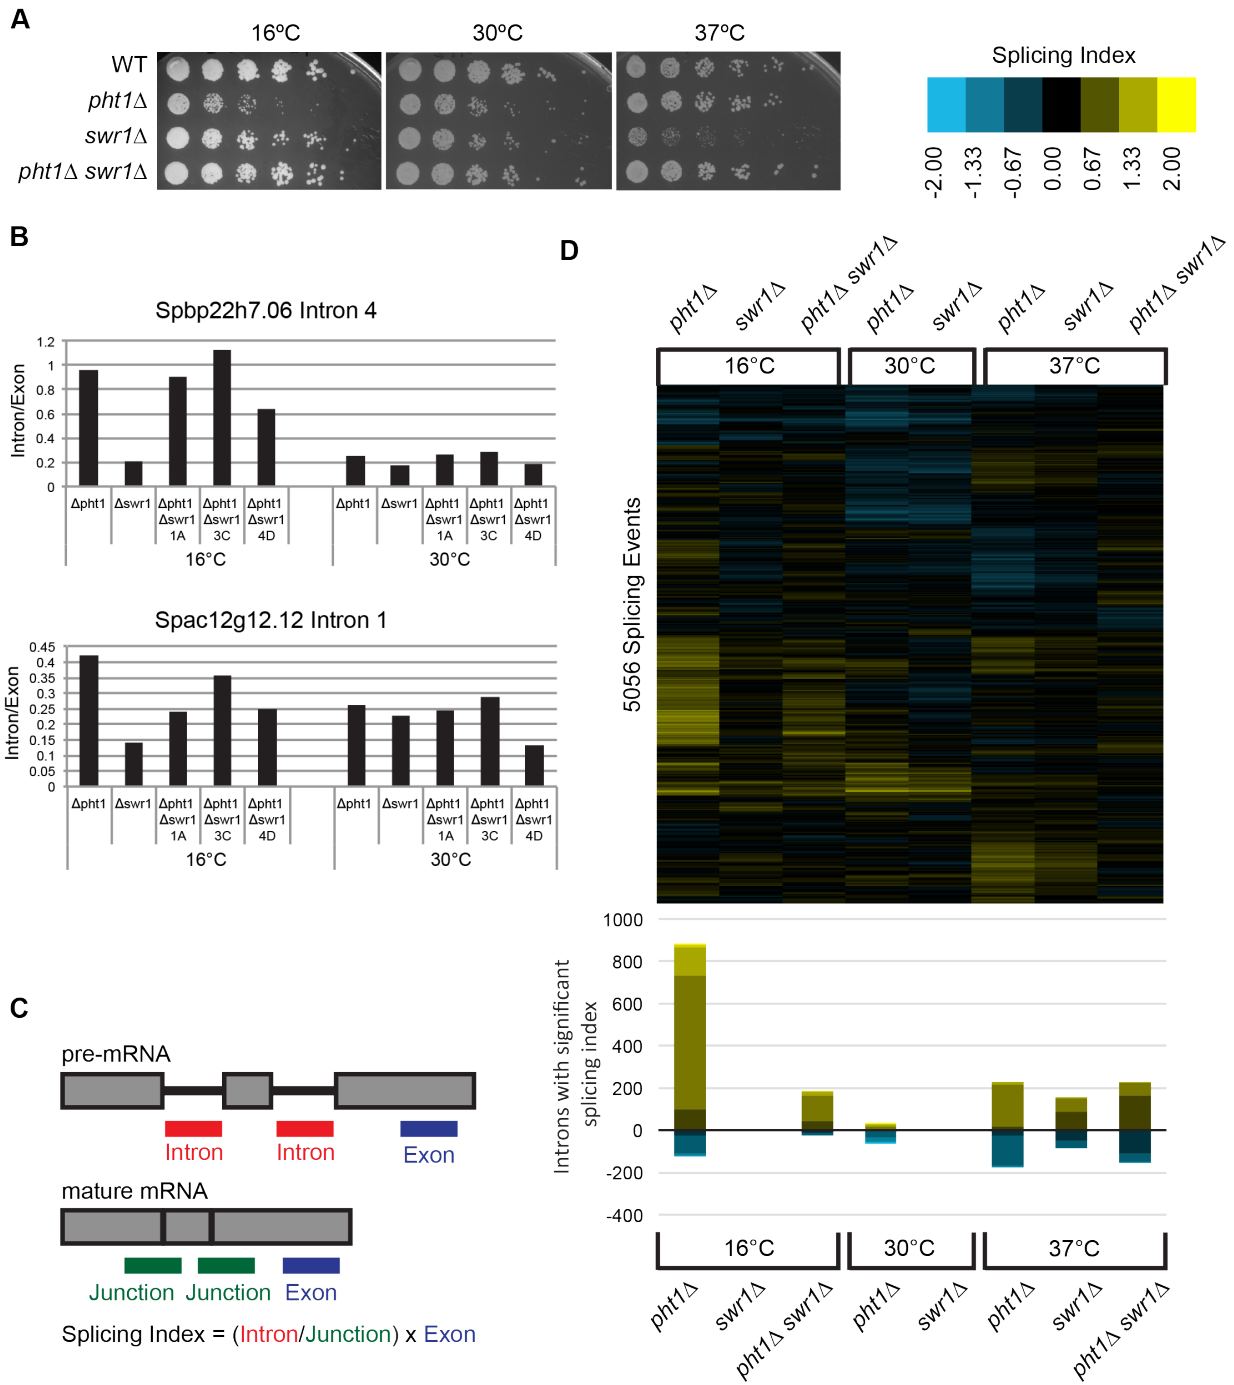 A
16ºC 30ºC 37ºC
WT
pht1Δ
swr1Δ
pht1Δ swr1Δ
Splicing Index
-2.00 -1.33 -0.67 0.00 0.67 1.33 2.00
B
Spbp22h7.06 Intron 4
Intron/Exon
1.2
1
0.8
0.6
0.4
0.2
0
Δpht1 Δswr1 Δpht1 Δpht1 Δpht1 Δpht1 Δswr1 Δpht1 Δpht1 Δpht1
Δswr1 Δswr1 Δswr1 Δswr1 Δswr1 Δswr1
1A 3C 4D 1A 3C 4D
16°C 30°C
Spac12g12.12 Intron 1
Intron/Exon
0.45
0.4
0.35
0.3
0.25
0.2
0.15
0.1
0.05
0
Δpht1 Δswr1 Δpht1 Δpht1 Δpht1 Δpht1 Δswr1 Δpht1 Δpht1 Δpht1
Δswr1 Δswr1 Δswr1 Δswr1 Δswr1 Δswr1
1A 3C 4D 1A 3C 4D
16°C 30°C
C
pre-mRNA
Intron Intron Exon
mature mRNA
Junction Junction Exon
Splicing Index = (Intron/Junction) x Exon
D
pht1Δ swr1Δ pht1Δ swr1Δ pht1Δ swr1Δ pht1Δ swr1Δ pht1Δ swr1Δ
16°C 30°C 37°C
5056 Splicing Events
Introns with significant
splicing index
1000
800
600
400
200
0
-200
-400
16°C 30°C 37°C
pht1Δ swr1Δ pht1Δ swr1Δ pht1Δ swr1Δ pht1Δ swr1Δ pht1Δ swr1Δ